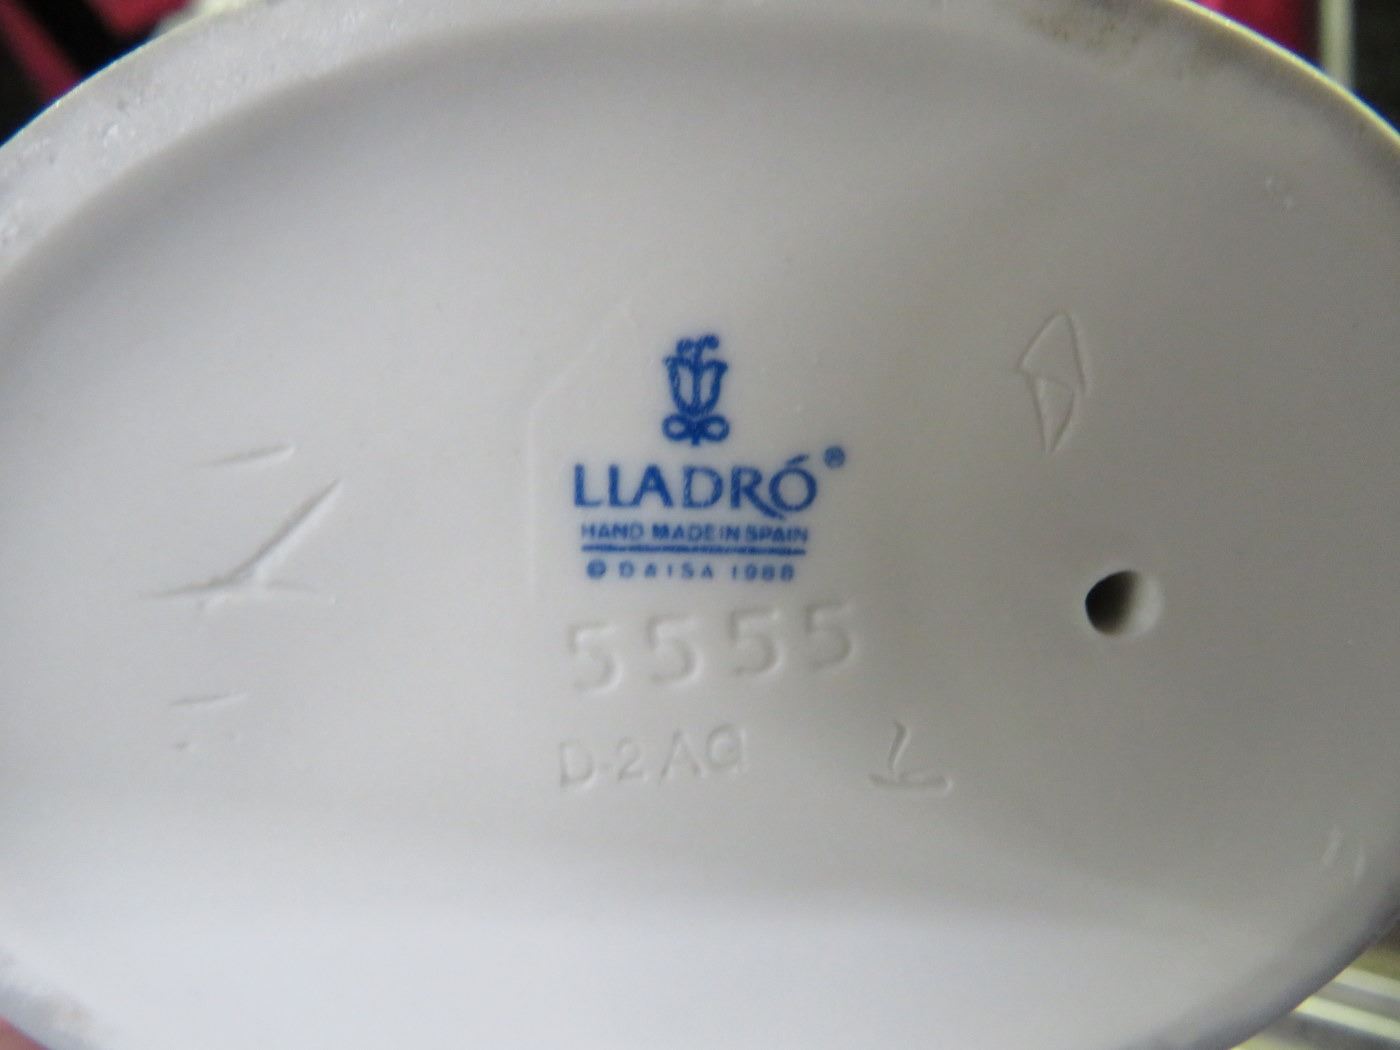 LLADRÓ®
HAND MADE IN SPAIN
© DAISA 1988
5555
D-2AG